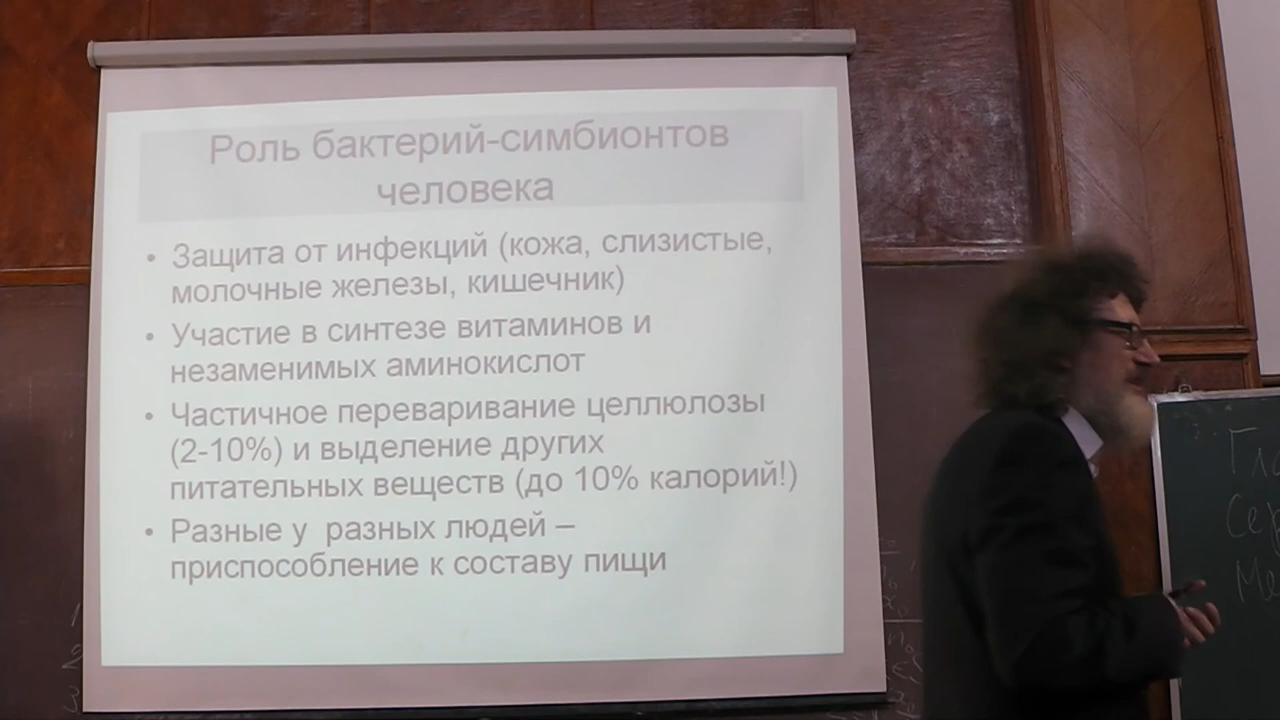 Роль бактерий-симбионтов
человека
• Защита от инфекций (кожа, слизистые,
молочные железы, кишечник)
• Участие в синтезе витаминов и
незаменимых аминокислот
• Частичное переваривание целлюлозы
(2-10%) и выделение других
питательных веществ (до 10% калорий!)
• Разные у  разных людей –
приспособление к составу пищи